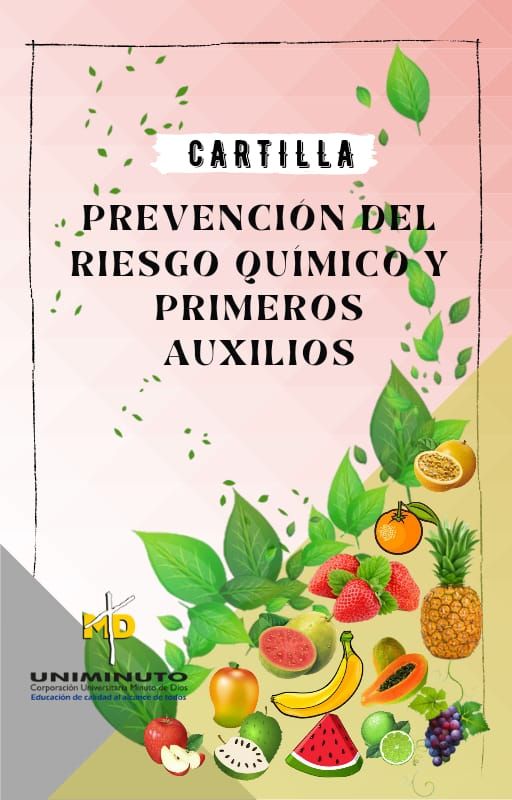 CARTILLA
PREVENCIÓN DEL
RIESGO QUÍMICO Y
PRIMEROS
AUXILIOS
MD
UNIMINUTO
Corporación Universitaria Minuto de Dios
Educación de calidad al alcance de todos